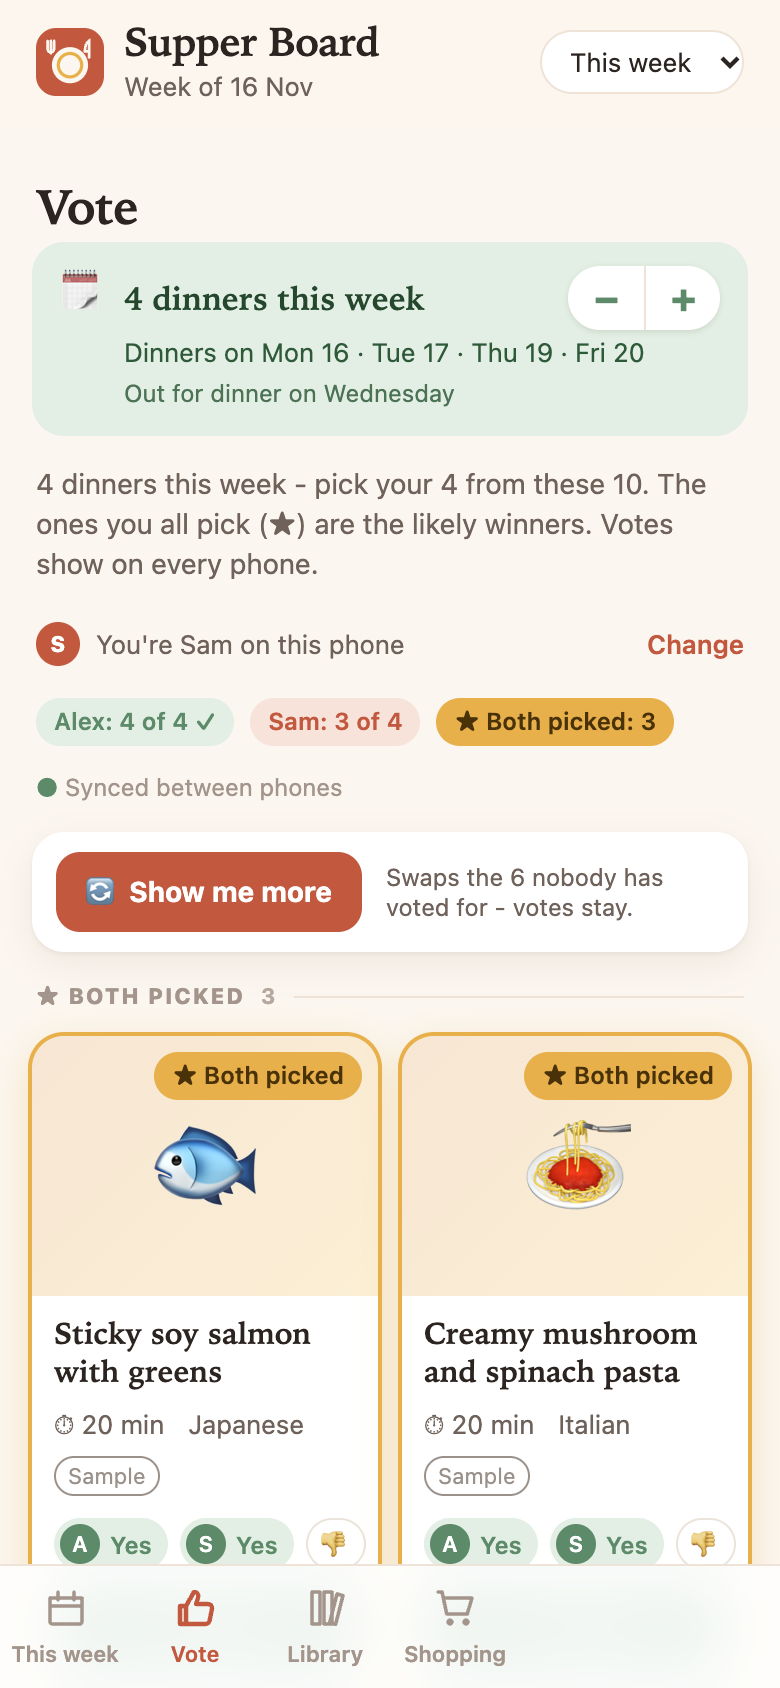 Supper Board
Week of 16 Nov
This week
Vote
4 dinners this week
− +
Dinners on Mon 16 · Tue 17 · Thu 19 · Fri 20
Out for dinner on Wednesday
4 dinners this week - pick your 4 from these 10. The
ones you all pick (★) are the likely winners. Votes
show on every phone.
S You're Sam on this phone Change
Alex: 4 of 4 ✓ Sam: 3 of 4 ★ Both picked: 3
Synced between phones
Show me more
Swaps the 6 nobody has
voted for - votes stay.
★ BOTH PICKED 3
★ Both picked
Sticky soy salmon
with greens
20 min Japanese
Sample
A Yes S Yes
★ Both picked
Creamy mushroom
and spinach pasta
20 min Italian
Sample
A Yes S Yes
This week Vote Library Shopping